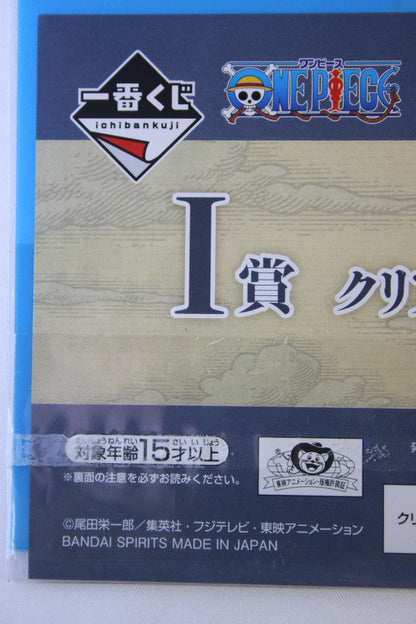 一番くじ
ichibankuji
ワンピース
ONE PIECE
I賞 クリア
たいしょうねんれい さい いじょう
対象年齢15才以上
※裏面の注意を必ずお読みください。
東映アニメーション・版権許諾証
©尾田栄一郎／集英社・フジテレビ・東映アニメーション
BANDAI SPIRITS MADE IN JAPAN
クリ